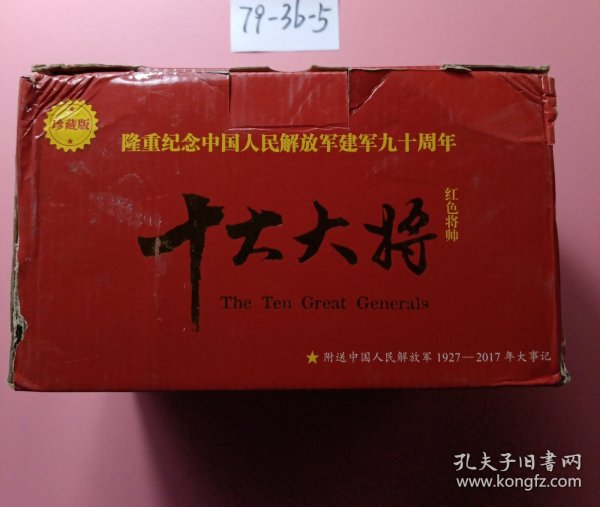 79-36-5
珍藏版
隆重纪念中国人民解放军建军九十周年
十大大将
红色将帅
The Ten Great Generals
★附送中国人民解放军 1927—2017 年大事记
孔夫子旧书网
www.kongfz.com